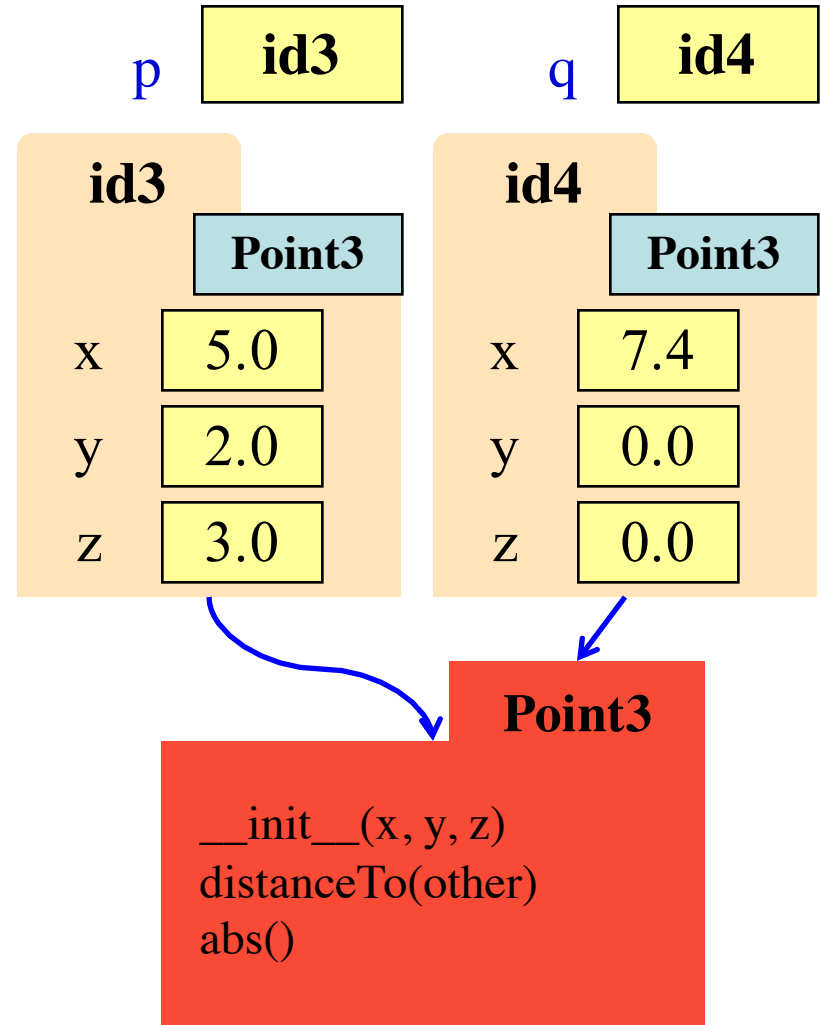 p id3
q id4
id3
Point3
x 5.0
y 2.0
z 3.0
id4
Point3
x 7.4
y 0.0
z 0.0
Point3
__init__(x, y, z)
distanceTo(other)
abs()